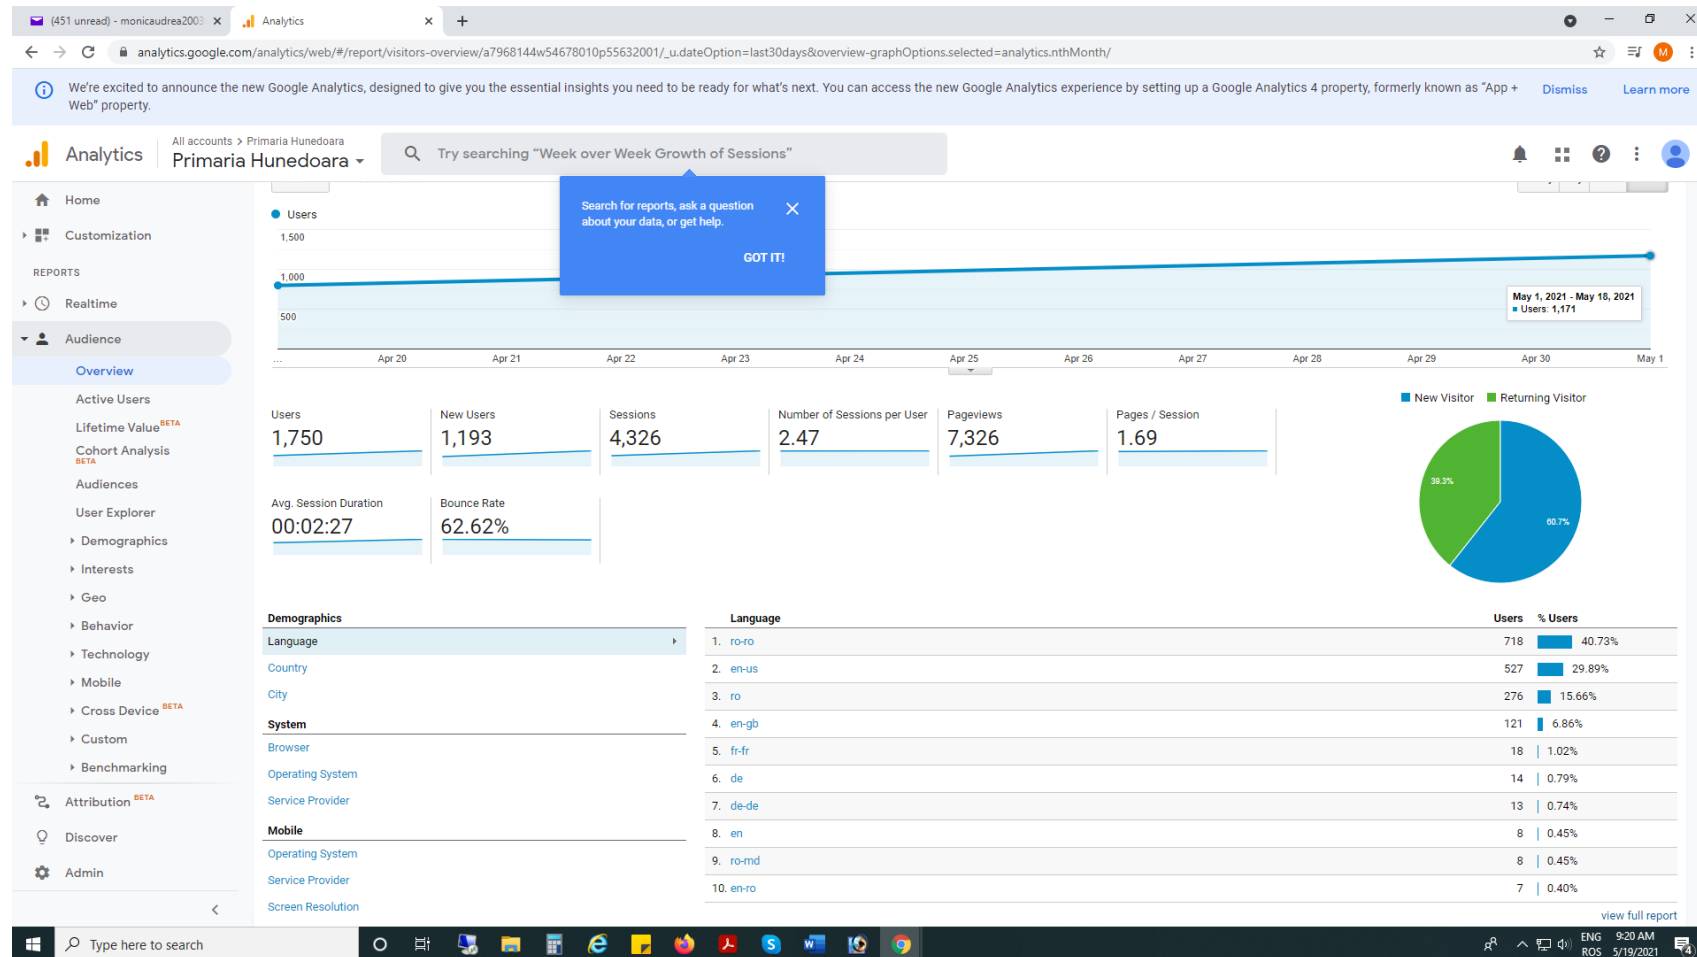 (451 unread) - monicaudrea2003
Analytics
analytics.google.com/analytics/web/#/report/visitors-overview/a7968144w54678010p55632001/_u.dateOption=last30days&overview-graphOptions.selected=analytics.nthMonth/
M
We're excited to announce the new Google Analytics, designed to give you the essential insights you need to be ready for what's next. You can access the new Google Analytics experience by setting up a Google Analytics 4 property, formerly known as "App +
Web" property.
Dismiss
Learn more
Analytics
All accounts > Primaria Hunedoara
Primaria Hunedoara
Try searching "Week over Week Growth of Sessions"
Search for reports, ask a question
about your data, or get help.
GOT IT!
Home
Customization
REPORTS
Realtime
Audience
Overview
Active Users
Lifetime Value BETA
Cohort Analysis
BETA
Audiences
User Explorer
Demographics
Interests
Geo
Behavior
Technology
Mobile
Cross Device BETA
Custom
Benchmarking
Attribution BETA
Discover
Admin
Users
1,500
1,000
500
May 1, 2021 - May 18, 2021
Users: 1,171
... Apr 20 Apr 21 Apr 22 Apr 23 Apr 24 Apr 25 Apr 26 Apr 27 Apr 28 Apr 29 Apr 30 May 1
Users
1,750
New Users
1,193
Sessions
4,326
Number of Sessions per User
2.47
Pageviews
7,326
Pages / Session
1.69
Avg. Session Duration
00:02:27
Bounce Rate
62.62%
New Visitor Returning Visitor
39.3%
60.7%
Demographics
Language
Country
City
System
Browser
Operating System
Service Provider
Mobile
Operating System
Service Provider
Screen Resolution
Language Users % Users
1. ro-ro 718 40.73%
2. en-us 527 29.89%
3. ro 276 15.66%
4. en-gb 121 6.86%
5. fr-fr 18 1.02%
6. de 14 0.79%
7. de-de 13 0.74%
8. en 8 0.45%
9. ro-md 8 0.45%
10. en-ro 7 0.40%
view full report
Type here to search
ENG
ROS
9:20 AM
5/19/2021
4